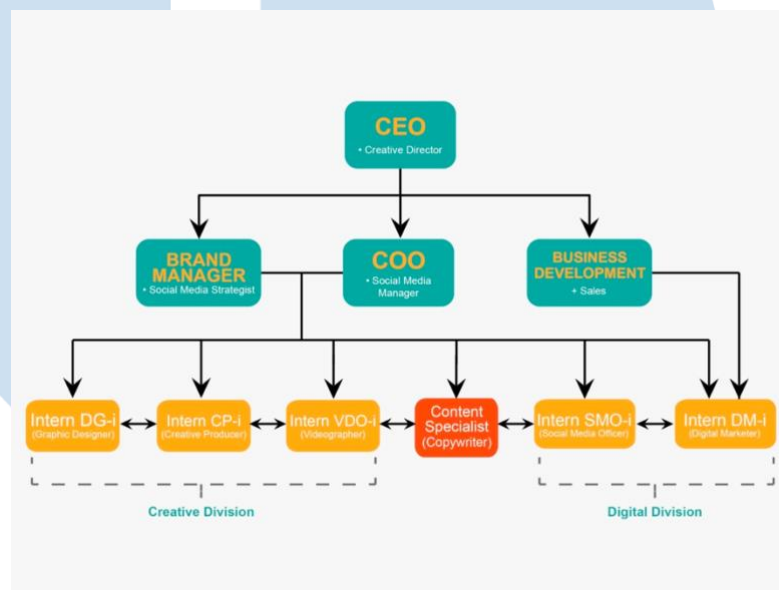 CEO
• Creative Director
BRAND
MANAGER
• Social Media Strategist
COO
• Social Media
Manager
BUSINESS
DEVELOPMENT
• Sales
Intern DG-i
(Graphic Designer)
Intern CP-i
(Creative Producer)
Intern VDO-i
(Videographer)
Content
Specialist
(Copywriter)
Intern SMO-i
(Social Media Officer)
Intern DM-i
(Digital Marketer)
Creative Division
Digital Division